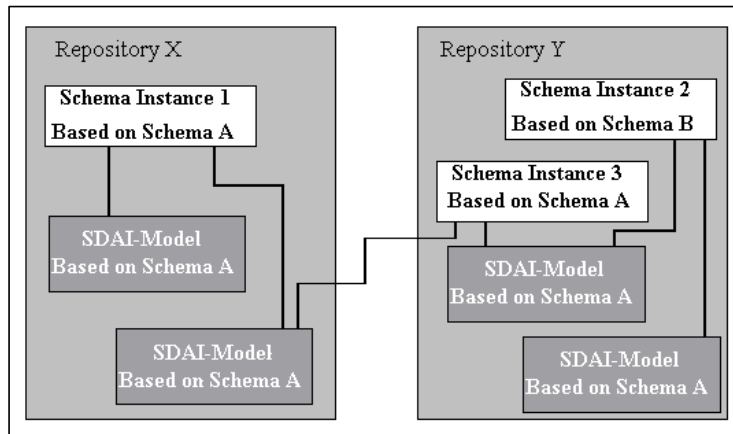 Repository X
Schema Instance 1
Based on Schema A
SDAI-Model
Based on Schema A
SDAI-Model
Based on Schema A
Repository Y
Schema Instance 2
Based on Schema B
Schema Instance 3
Based on Schema A
SDAI-Model
Based on Schema A
SDAI-Model
Based on Schema A